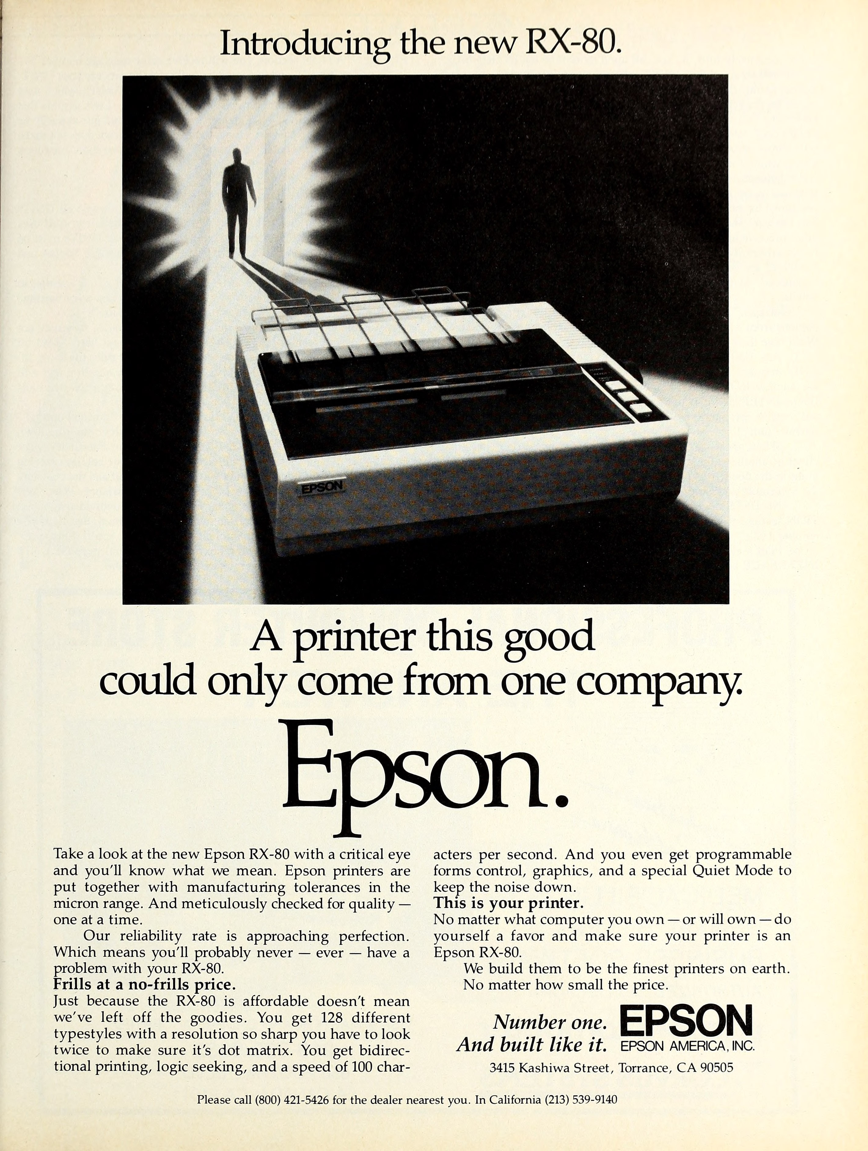 Introducing the new RX-80.
EPSON
A printer this good
could only come from one company.
Epson.
Take a look at the new Epson RX-80 with a critical eye
and you'll know what we mean. Epson printers are
put together with manufacturing tolerances in the
micron range. And meticulously checked for quality —
one at a time.
Our reliability rate is approaching perfection.
Which means you'll probably never — ever — have a
problem with your RX-80.
Frills at a no-frills price.
Just because the RX-80 is affordable doesn't mean
we've left off the goodies. You get 128 different
typestyles with a resolution so sharp you have to look
twice to make sure it's dot matrix. You get bidirec-
tional printing, logic seeking, and a speed of 100 char-
acters per second. And you even get programmable
forms control, graphics, and a special Quiet Mode to
keep the noise down.
This is your printer.
No matter what computer you own — or will own — do
yourself a favor and make sure your printer is an
Epson RX-80.
We build them to be the finest printers on earth.
No matter how small the price.
Number one.
And built like it.
EPSON
EPSON AMERICA, INC.
3415 Kashiwa Street, Torrance, CA 90505
Please call (800) 421-5426 for the dealer nearest you. In California (213) 539-9140